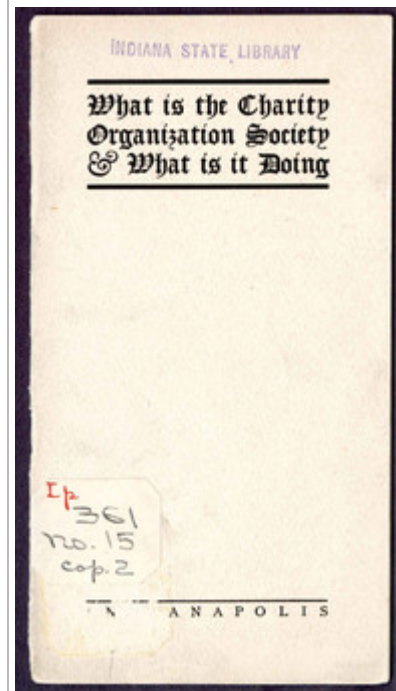 INDIANA STATE LIBRARY
What is the Charity
Organization Society
& What is it Doing
Ip
361
no. 15
cop. 2
ANAPOLIS